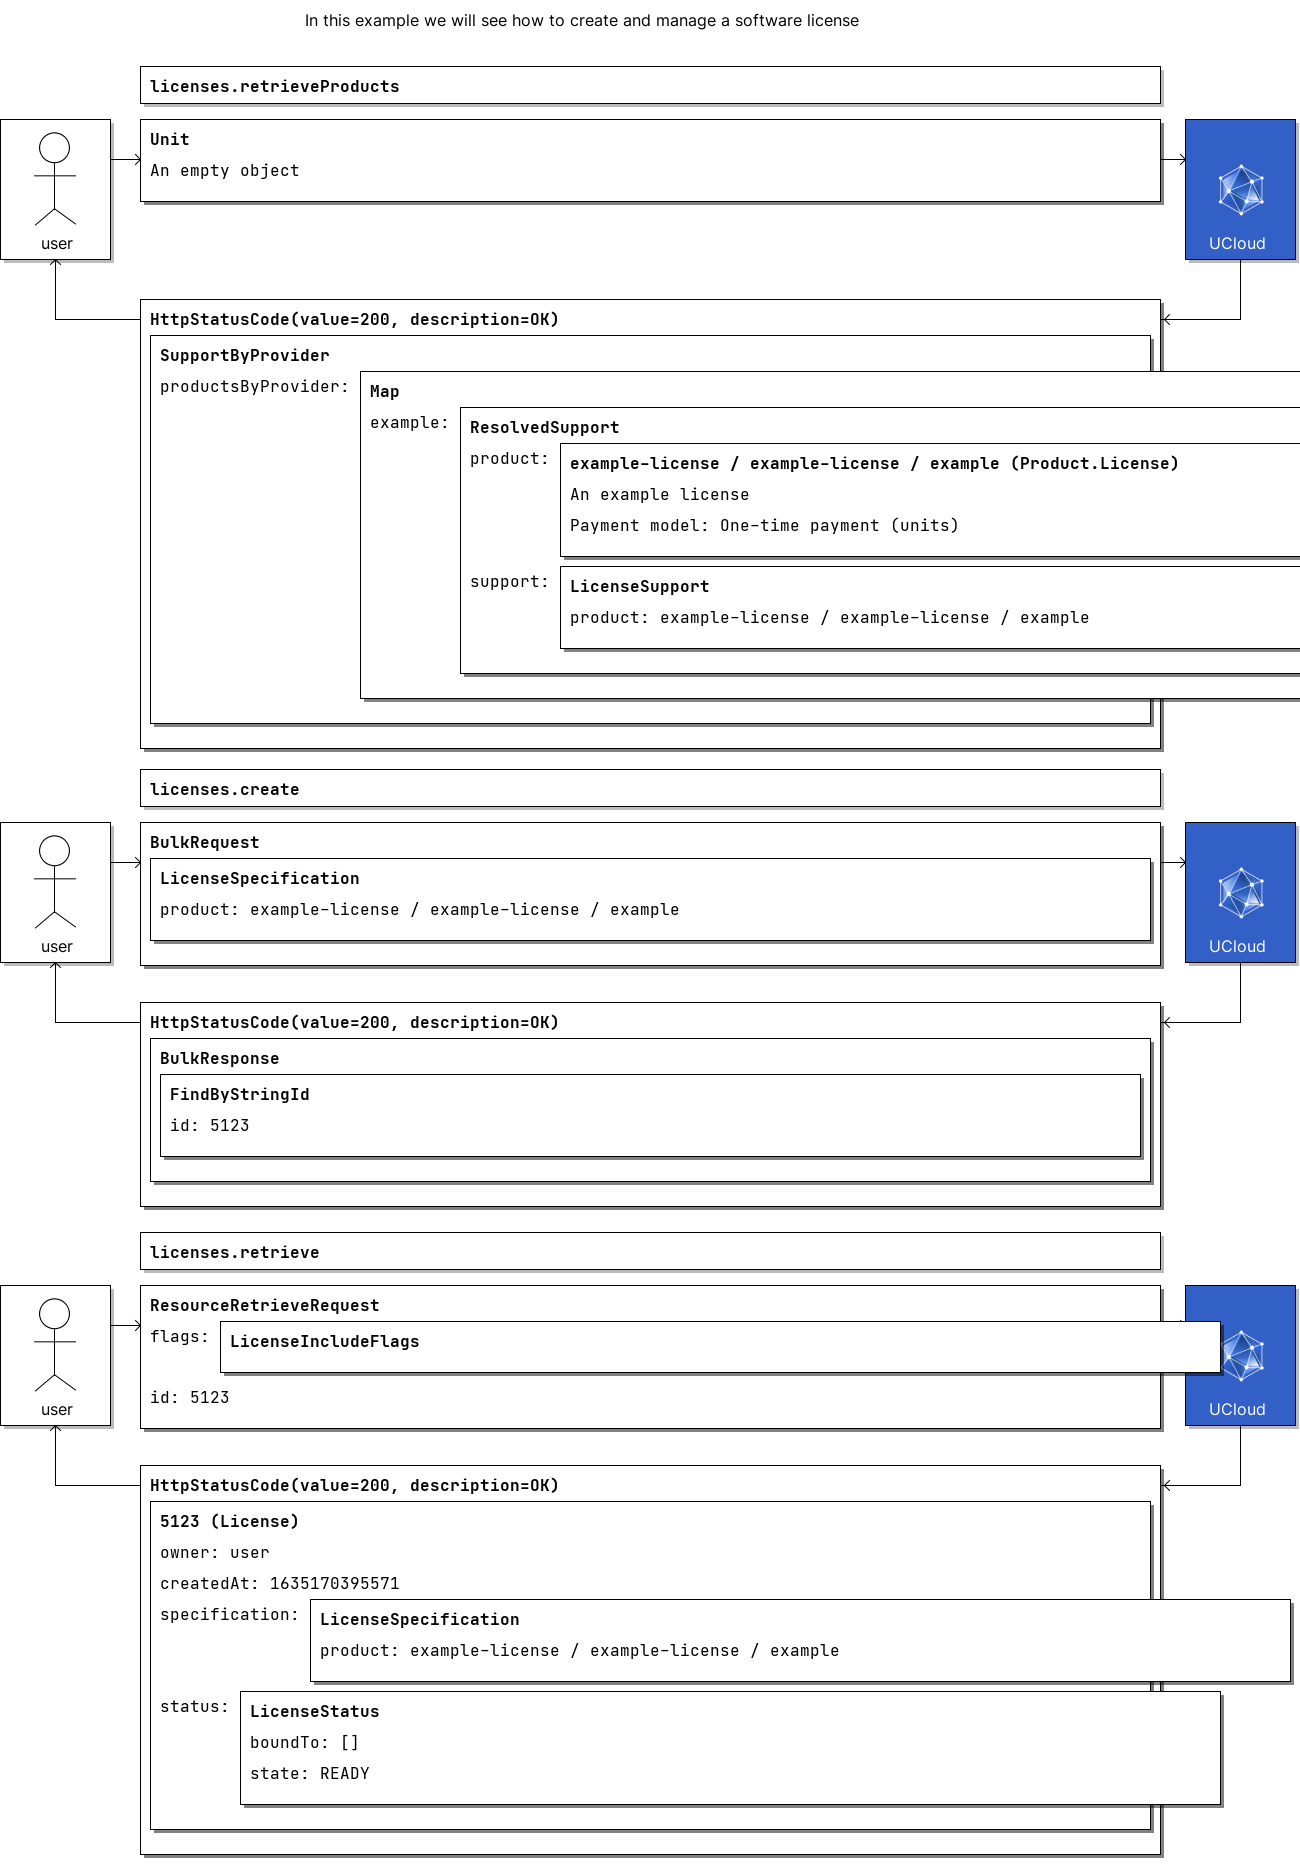 In this example we will see how to create and manage a software license
licenses.retrieveProducts
Unit
An empty object
user
UCloud
HttpStatusCode(value=200, description=OK)
SupportByProvider
productsByProvider:
Map
example:
ResolvedSupport
product:
example-license / example-license / example (Product.License)
An example license
Payment model: One-time payment (units)
support:
LicenseSupport
product: example-license / example-license / example
licenses.create
BulkRequest
LicenseSpecification
product: example-license / example-license / example
user
UCloud
HttpStatusCode(value=200, description=OK)
BulkResponse
FindByStringId
id: 5123
licenses.retrieve
ResourceRetrieveRequest
flags:
LicenseIncludeFlags
id: 5123
user
UCloud
HttpStatusCode(value=200, description=OK)
5123 (License)
owner: user
createdAt: 1635170395571
specification:
LicenseSpecification
product: example-license / example-license / example
status:
LicenseStatus
boundTo: []
state: READY